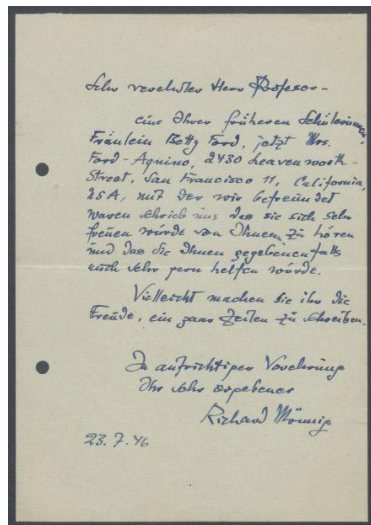 Sehr verehrter Herr Professor -
eine Ihrer früheren Schülerinnen,
Fräulein Betty Ford, jetzt Mrs.
Ford-Aquino, 2430 Leavenworth-
Street, San Francisco 11, California,
USA, mit der wir befreundet
waren schrieb uns dass sie sich sehr
freuen würde von Ihnen zu hören
und dass sie Ihnen gegebenenfalls
auch sehr gern helfen würde.
Vielleicht machen Sie ihr die
Freude, ein paar Zeilen zu schreiben.
In aufrichtiger Verehrung
Ihr sehr ergebener
Richard Mönnig
23.7.46